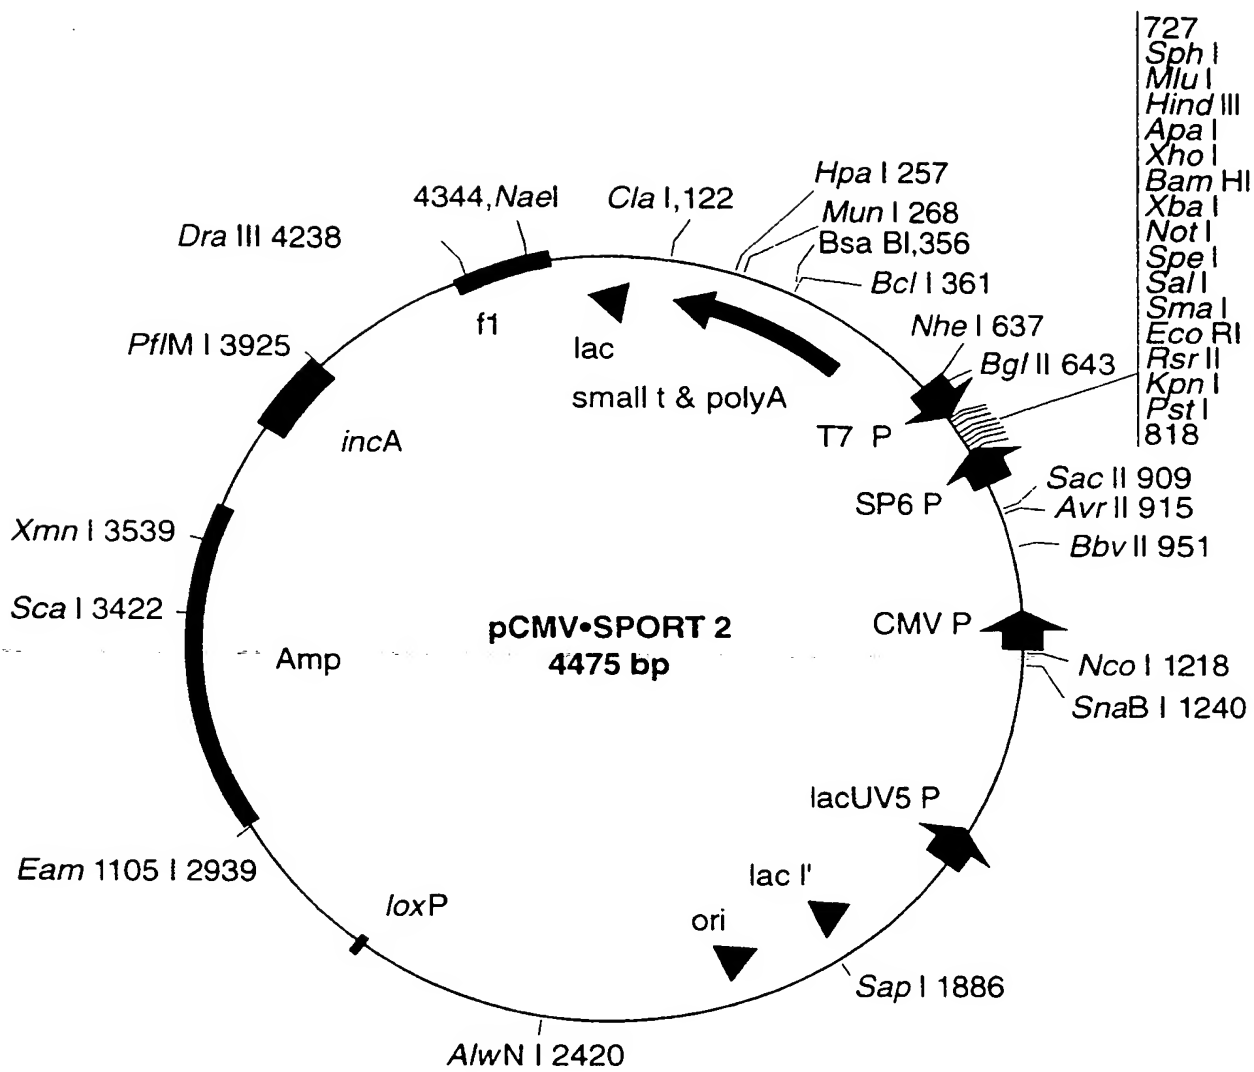 727
Sph I
Mlu I
Hind III
Apa I
Xho I
Bam HI
Xba I
Not I
Spe I
Sal I
Sma I
Eco RI
Rsr II
Kpn I
Pst I
818
Hpa I 257
4344,NaeI
Cla I,122
Mun I 268
Dra III 4238
Bsa BI,356
Bcl I 361
f1
Nhe I 637
PflM I 3925
lac
Bgl II 643
small t & polyA
T7 P
incA
Sac II 909
SP6 P
Avr II 915
Xmn I 3539
Bbv II 951
Sca I 3422
pCMV•SPORT 2
CMV P
Amp
4475 bp
Nco I 1218
SnaB I 1240
lacUV5 P
Eam 1105 I 2939
lac I'
loxP
ori
Sap I 1886
AlwN I 2420